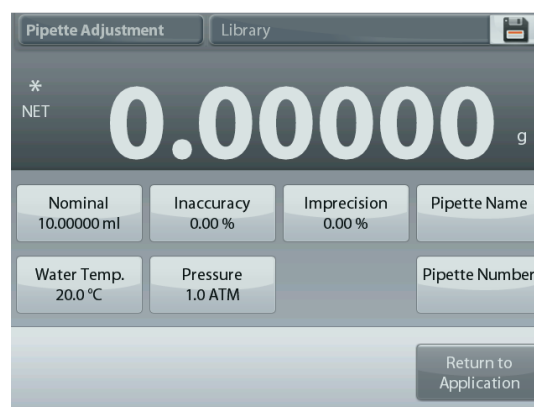 Pipette Adjustment Library
*
NET
0.00000 g
Nominal
10.00000 ml
Inaccuracy
0.00 %
Imprecision
0.00 %
Pipette Name
Water Temp.
20.0 °C
Pressure
1.0 ATM
Pipette Number
Return to
Application